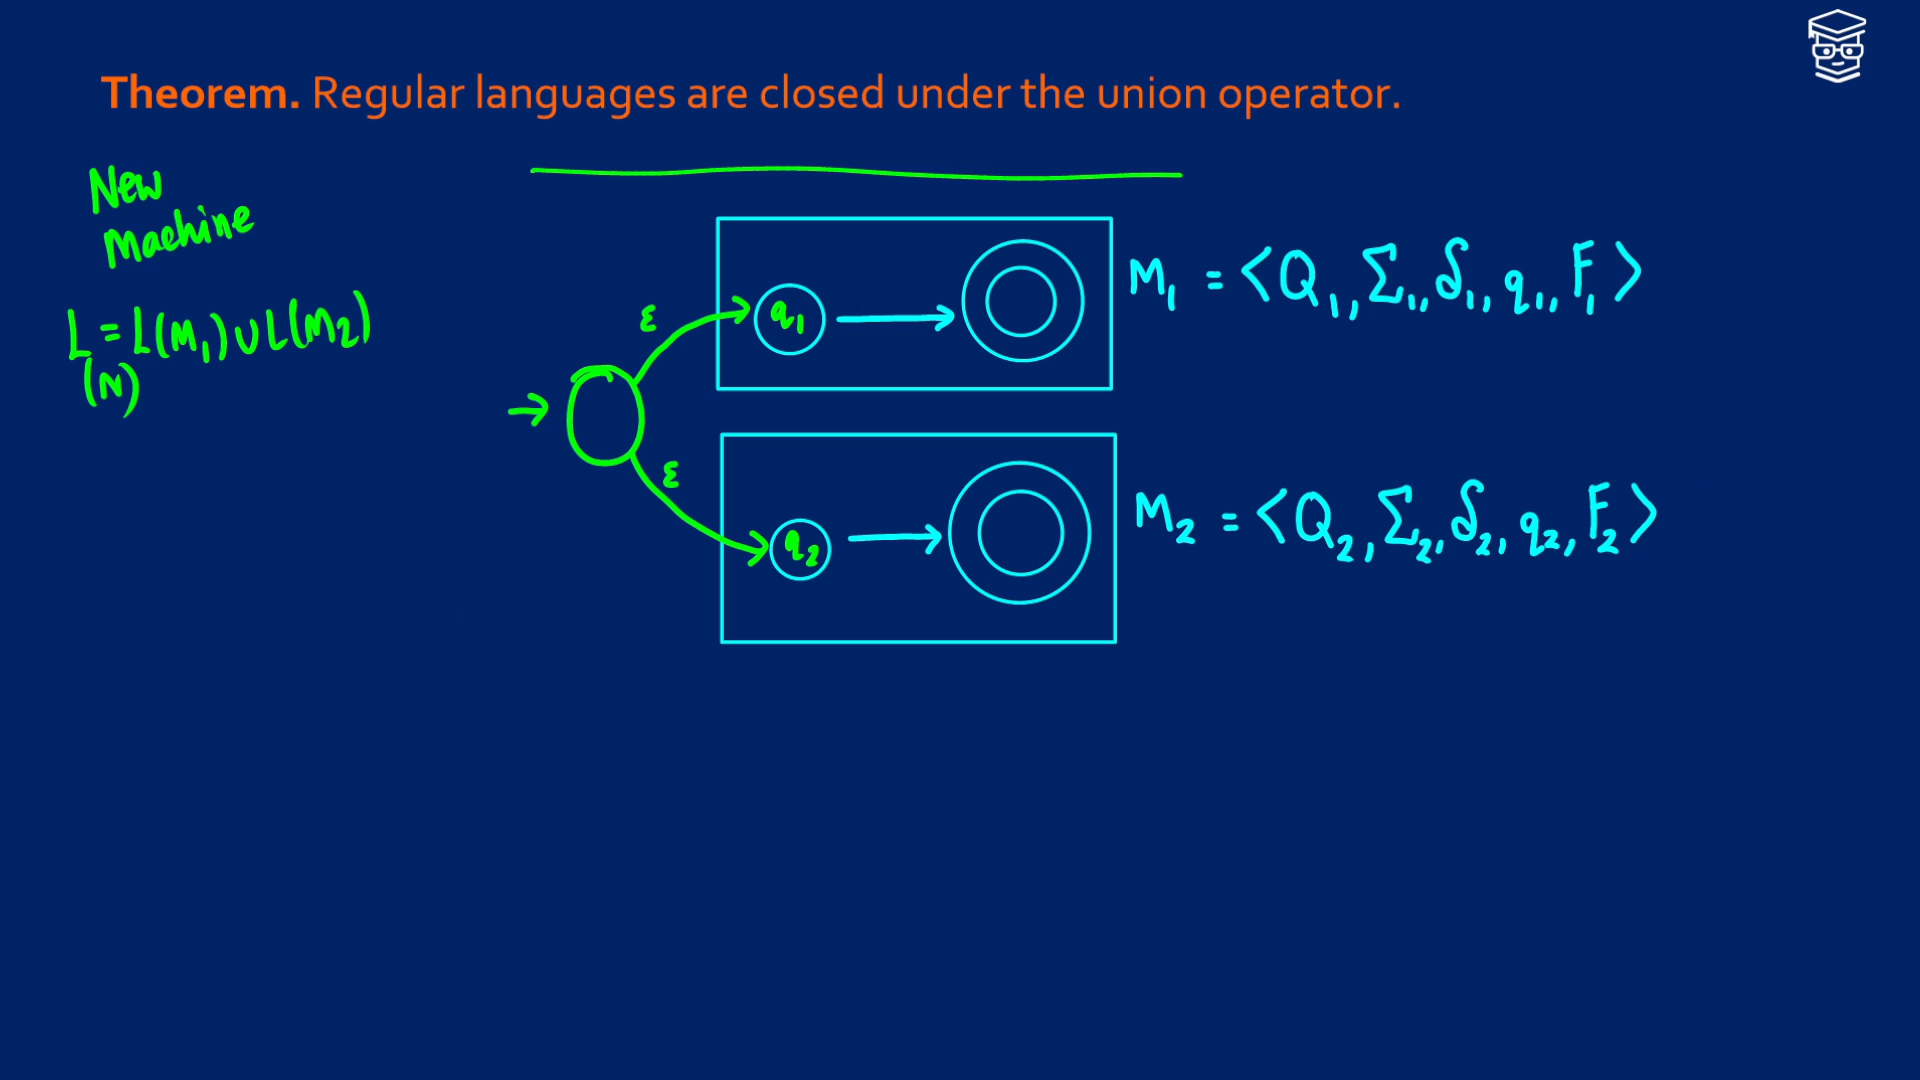 Theorem. Regular languages are closed under the union operator.
New
Machine
L = L(M₁) ∪ L(M₂)
(N)
ε
q₁
M₁ = <Q₁, Σ₁, δ₁, q₁, F₁>
ε
q₂
M₂ = <Q₂, Σ₂, δ₂, q₂, F₂>